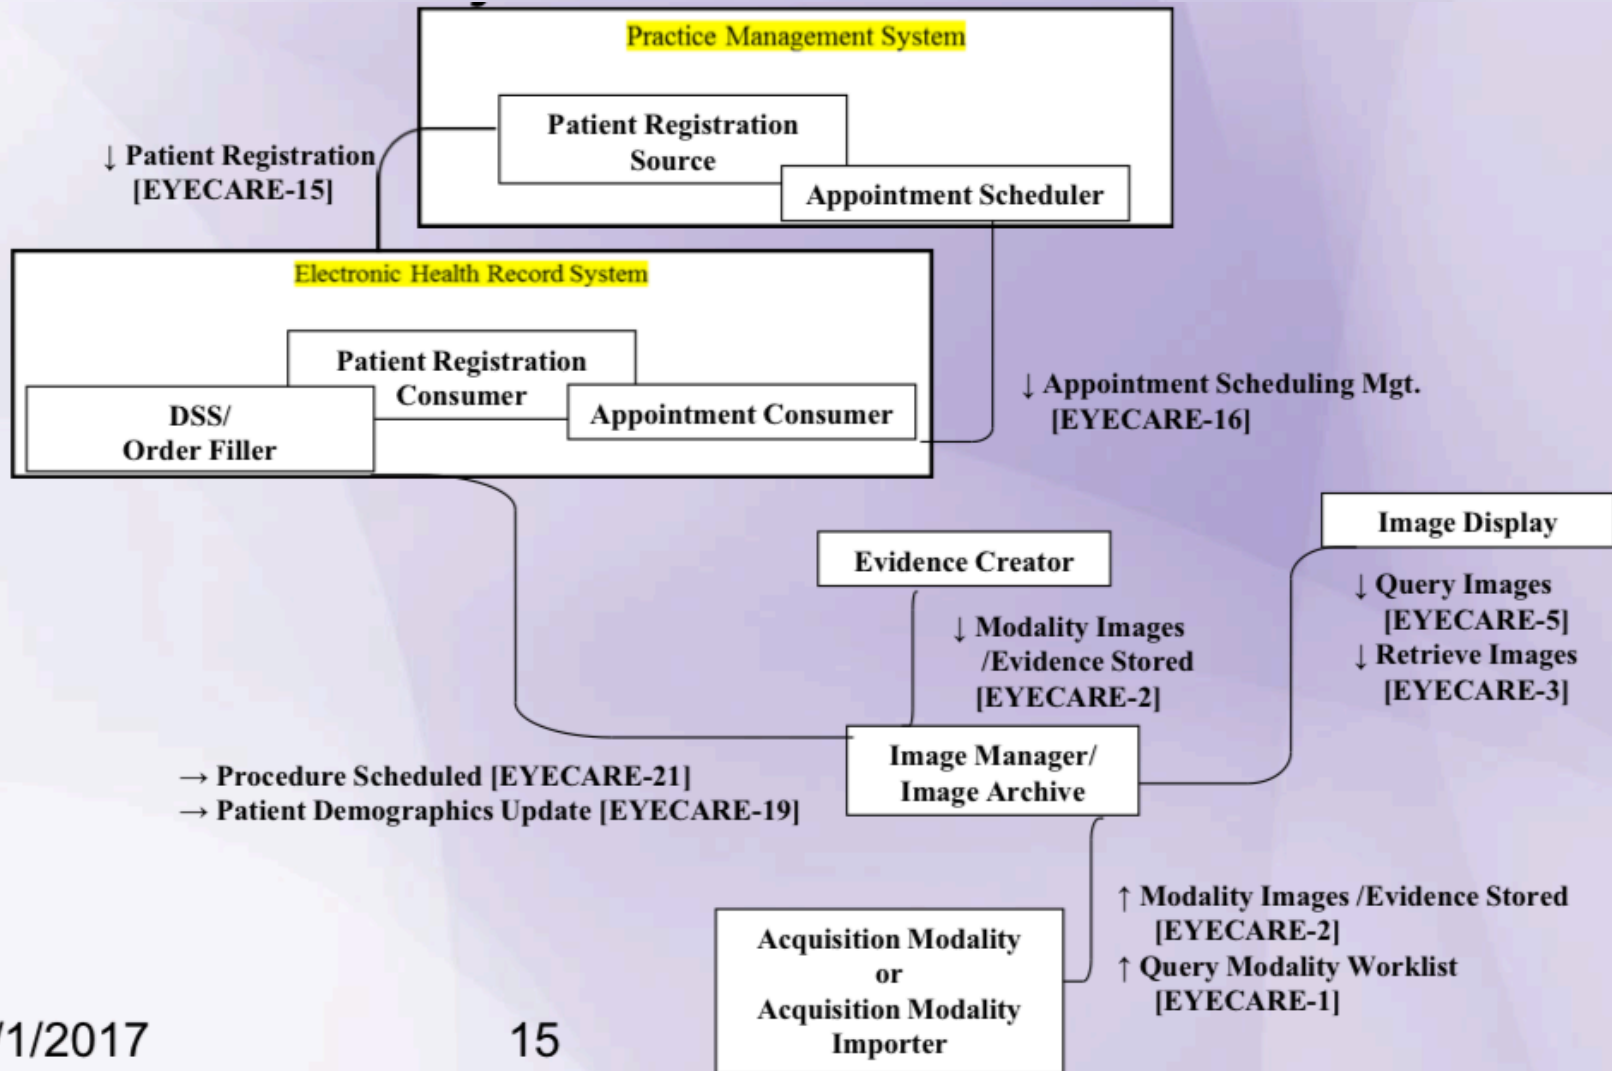 Practice Management System
Patient Registration
Source
Appointment Scheduler
↓ Patient Registration
[EYECARE-15]
Electronic Health Record System
Patient Registration
Consumer
DSS/
Order Filler
Appointment Consumer
↓ Appointment Scheduling Mgt.
[EYECARE-16]
Image Display
Evidence Creator
↓ Query Images
[EYECARE-5]
↓ Retrieve Images
[EYECARE-3]
↓ Modality Images
/Evidence Stored
[EYECARE-2]
Image Manager/
Image Archive
→ Procedure Scheduled [EYECARE-21]
→ Patient Demographics Update [EYECARE-19]
↑ Modality Images /Evidence Stored
[EYECARE-2]
↑ Query Modality Worklist
[EYECARE-1]
Acquisition Modality
or
Acquisition Modality
Importer
/1/2017
15